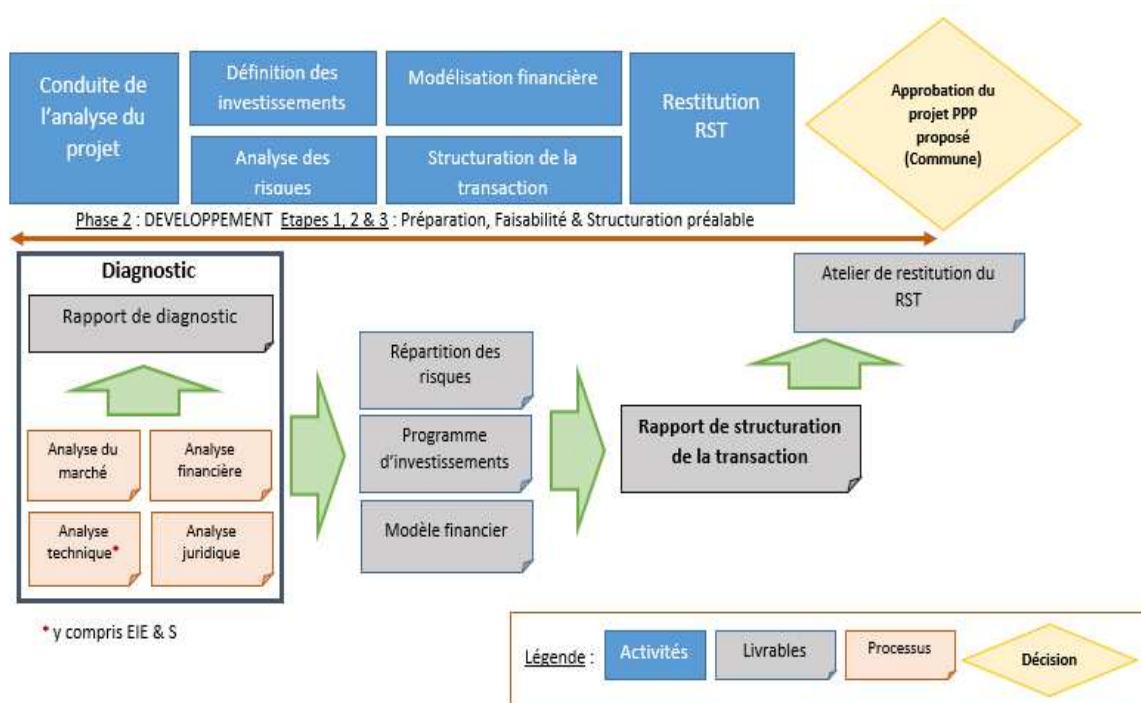 Conduite de
l'analyse du
projet
Définition des
investissements
Modélisation financière
Restitution
RST
Approbation du
projet PPP
proposé
(Commune)
Analyse des
risques
Structuration de la
transaction
Phase 2 : DEVELOPPEMENT Etapes 1, 2 & 3 : Préparation, Faisabilité & Structuration préalable
Diagnostic
Rapport de diagnostic
Atelier de restitution du
RST
Répartition des
risques
Programme
d'investissements
Modèle financier
Rapport de structuration
de la transaction
Analyse du
marché
Analyse
financière
Analyse
technique*
Analyse
juridique
* y compris EIE & S
Légende :
Activités
Livrables
Processus
Décision